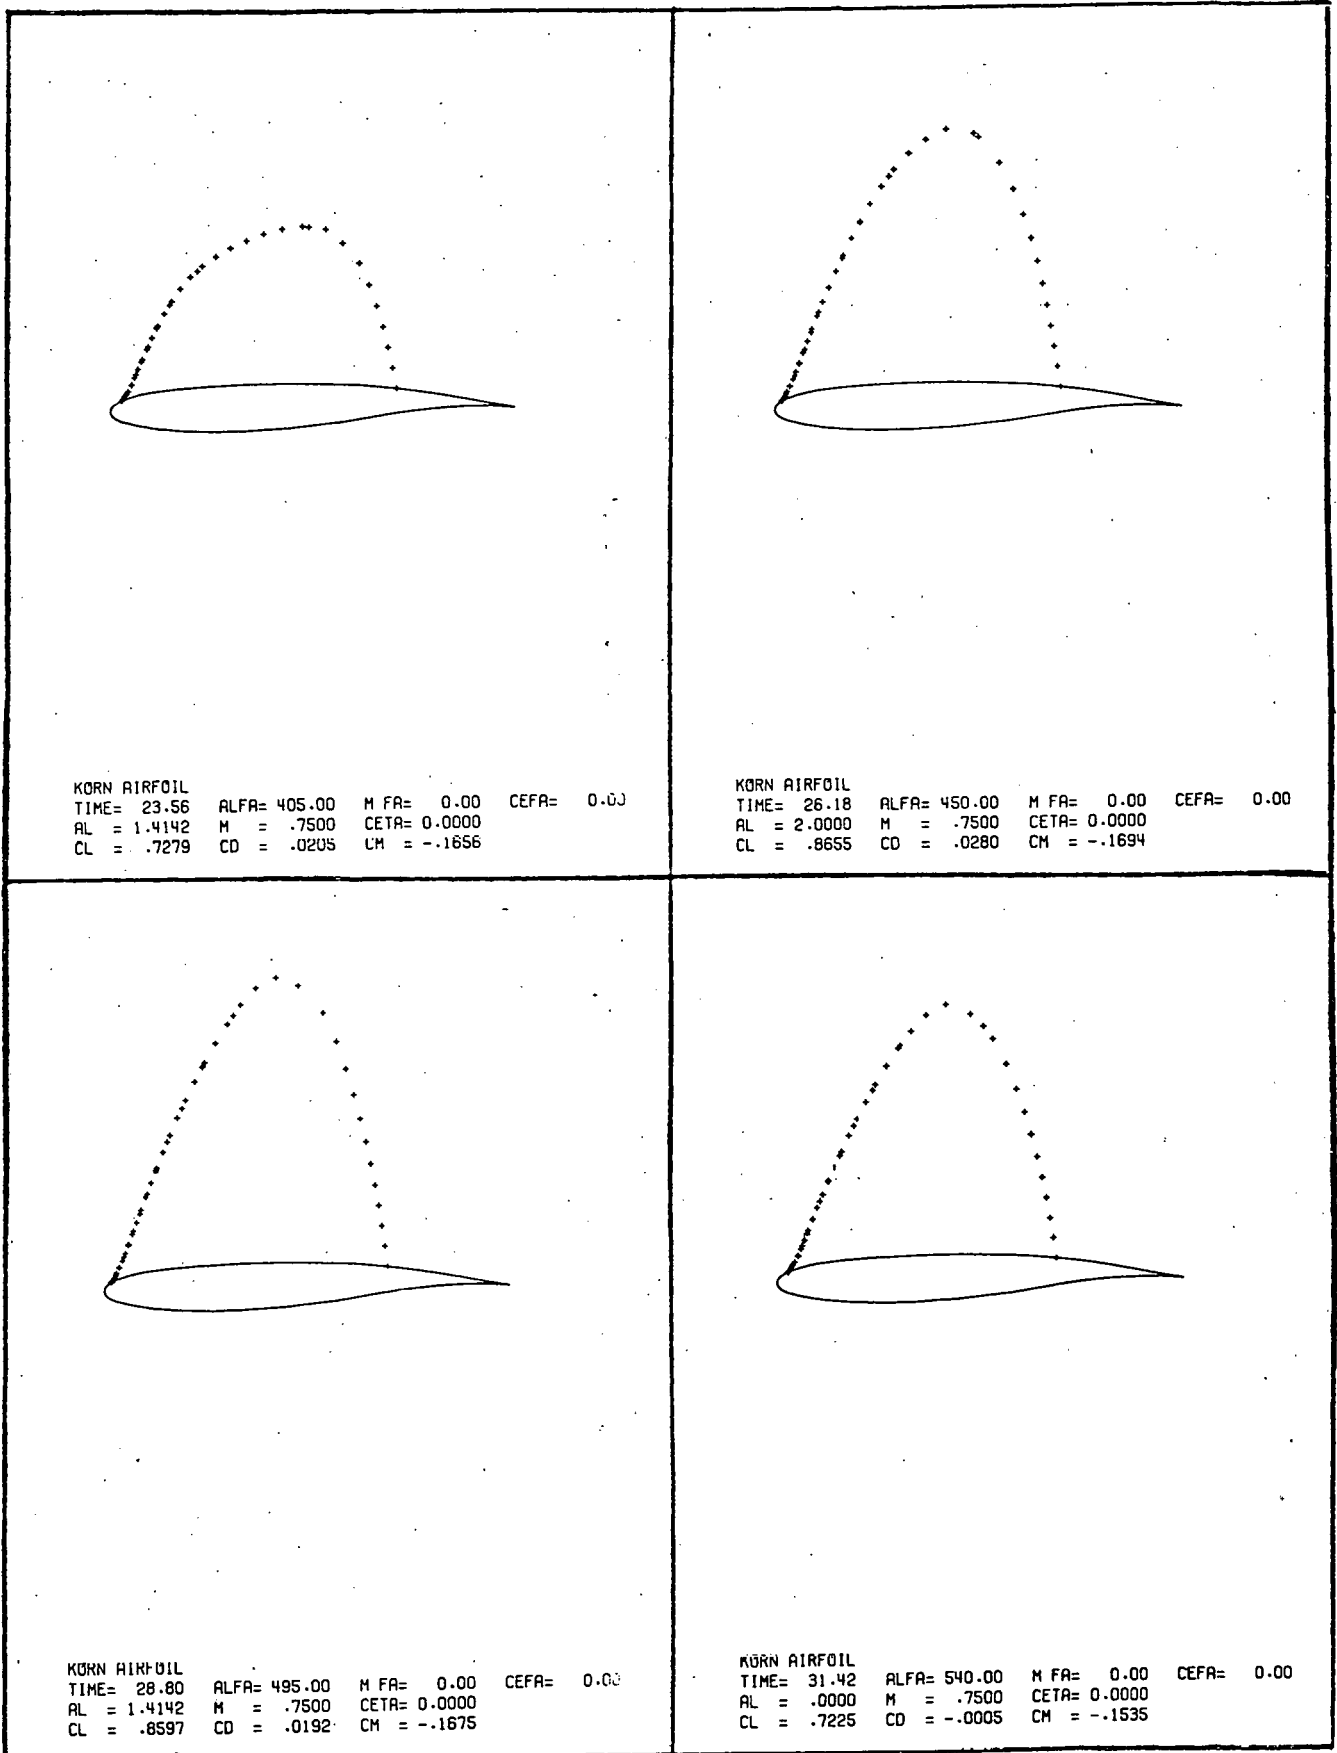 KORN AIRFOIL
TIME= 23.56 ALFA= 405.00 M FA= 0.00 CEFA= 0.00
AL = 1.4142 M = .7500 CETA= 0.0000
CL = .7279 CD = .0205 CM = -.1656
KORN AIRFOIL
TIME= 26.18 ALFA= 450.00 M FA= 0.00 CEFA= 0.00
AL = 2.0000 M = .7500 CETA= 0.0000
CL = .8655 CD = .0280 CM = -.1694
KORN AIRFOIL
TIME= 28.80 ALFA= 495.00 M FA= 0.00 CEFA= 0.00
AL = 1.4142 M = .7500 CETA= 0.0000
CL = .8597 CD = .0192 CM = -.1675
KORN AIRFOIL
TIME= 31.42 ALFA= 540.00 M FA= 0.00 CEFA= 0.00
AL = .0000 M = .7500 CETA= 0.0000
CL = .7225 CD = -.0005 CM = -.1535